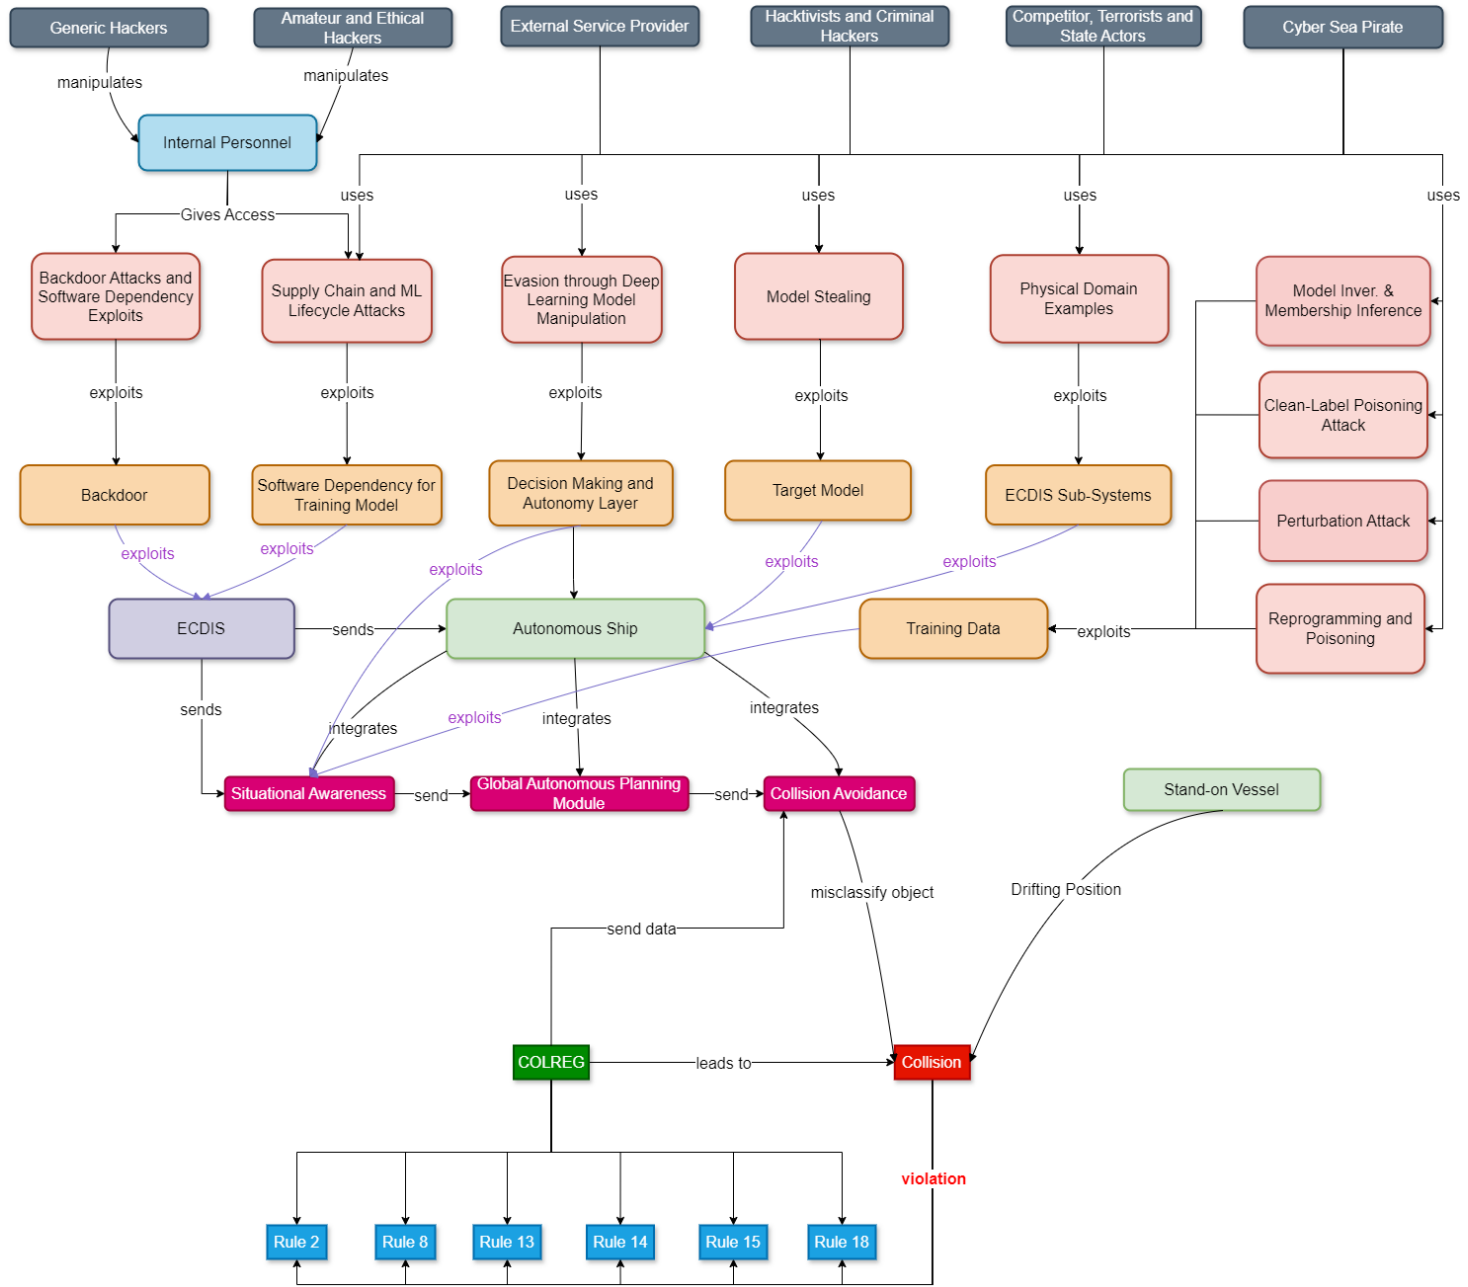 Generic Hackers
Amateur and Ethical
Hackers
External Service Provider
Hacktivists and Criminal
Hackers
Competitor, Terrorists and
State Actors
Cyber Sea Pirate
manipulates
manipulates
Internal Personnel
uses
uses
uses
uses
uses
Gives Access
Backdoor Attacks and
Software Dependency
Exploits
Supply Chain and ML
Lifecycle Attacks
Evasion through Deep
Learning Model
Manipulation
Model Stealing
Physical Domain
Examples
Model Inver. &
Membership Inference
Clean-Label Poisoning
Attack
Perturbation Attack
Reprogramming and
Poisoning
exploits
exploits
exploits
exploits
exploits
Backdoor
Software Dependency for
Training Model
Decision Making and
Autonomy Layer
Target Model
ECDIS Sub-Systems
exploits
exploits
exploits
exploits
exploits
ECDIS
sends
Autonomous Ship
Training Data
exploits
sends
integrates
exploits
integrates
integrates
Situational Awareness
send
Global Autonomous Planning
Module
send
Collision Avoidance
Stand-on Vessel
misclassify object
Drifting Position
send data
COLREG
leads to
Collision
violation
Rule 2
Rule 8
Rule 13
Rule 14
Rule 15
Rule 18